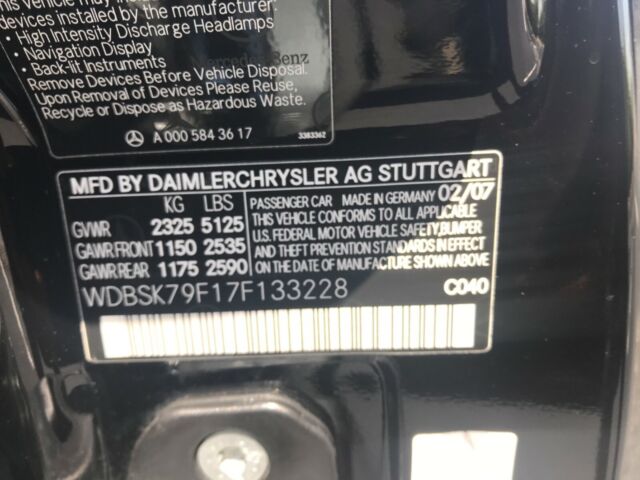 his Vehicle may inc
devices installed by the manufacturer:
- High Intensity Discharge Headlamps
- Navigation Display
- Back-lit Instruments
Remove Devices Before Vehicle Disposal.
Upon Removal of Devices Please Reuse,
Recycle or Dispose as Hazardous Waste.
A 000 584 36 17 3383362
MFD BY DAIMLERCHRYSLER AG STUTTGART
KG LBS
GVWR 2325 5125
GAWR FRONT 1150 2535
GAWR REAR 1175 2590
PASSENGER CAR MADE IN GERMANY 02/07
THIS VEHICLE CONFORMS TO ALL APPLICABLE
U.S. FEDERAL MOTOR VEHICLE SAFETY, BUMPER
AND THEFT PREVENTION STANDARDS IN EFFECT
ON THE DATE OF MANUFACTURE SHOWN ABOVE
WDBSK79F17F133228 C040